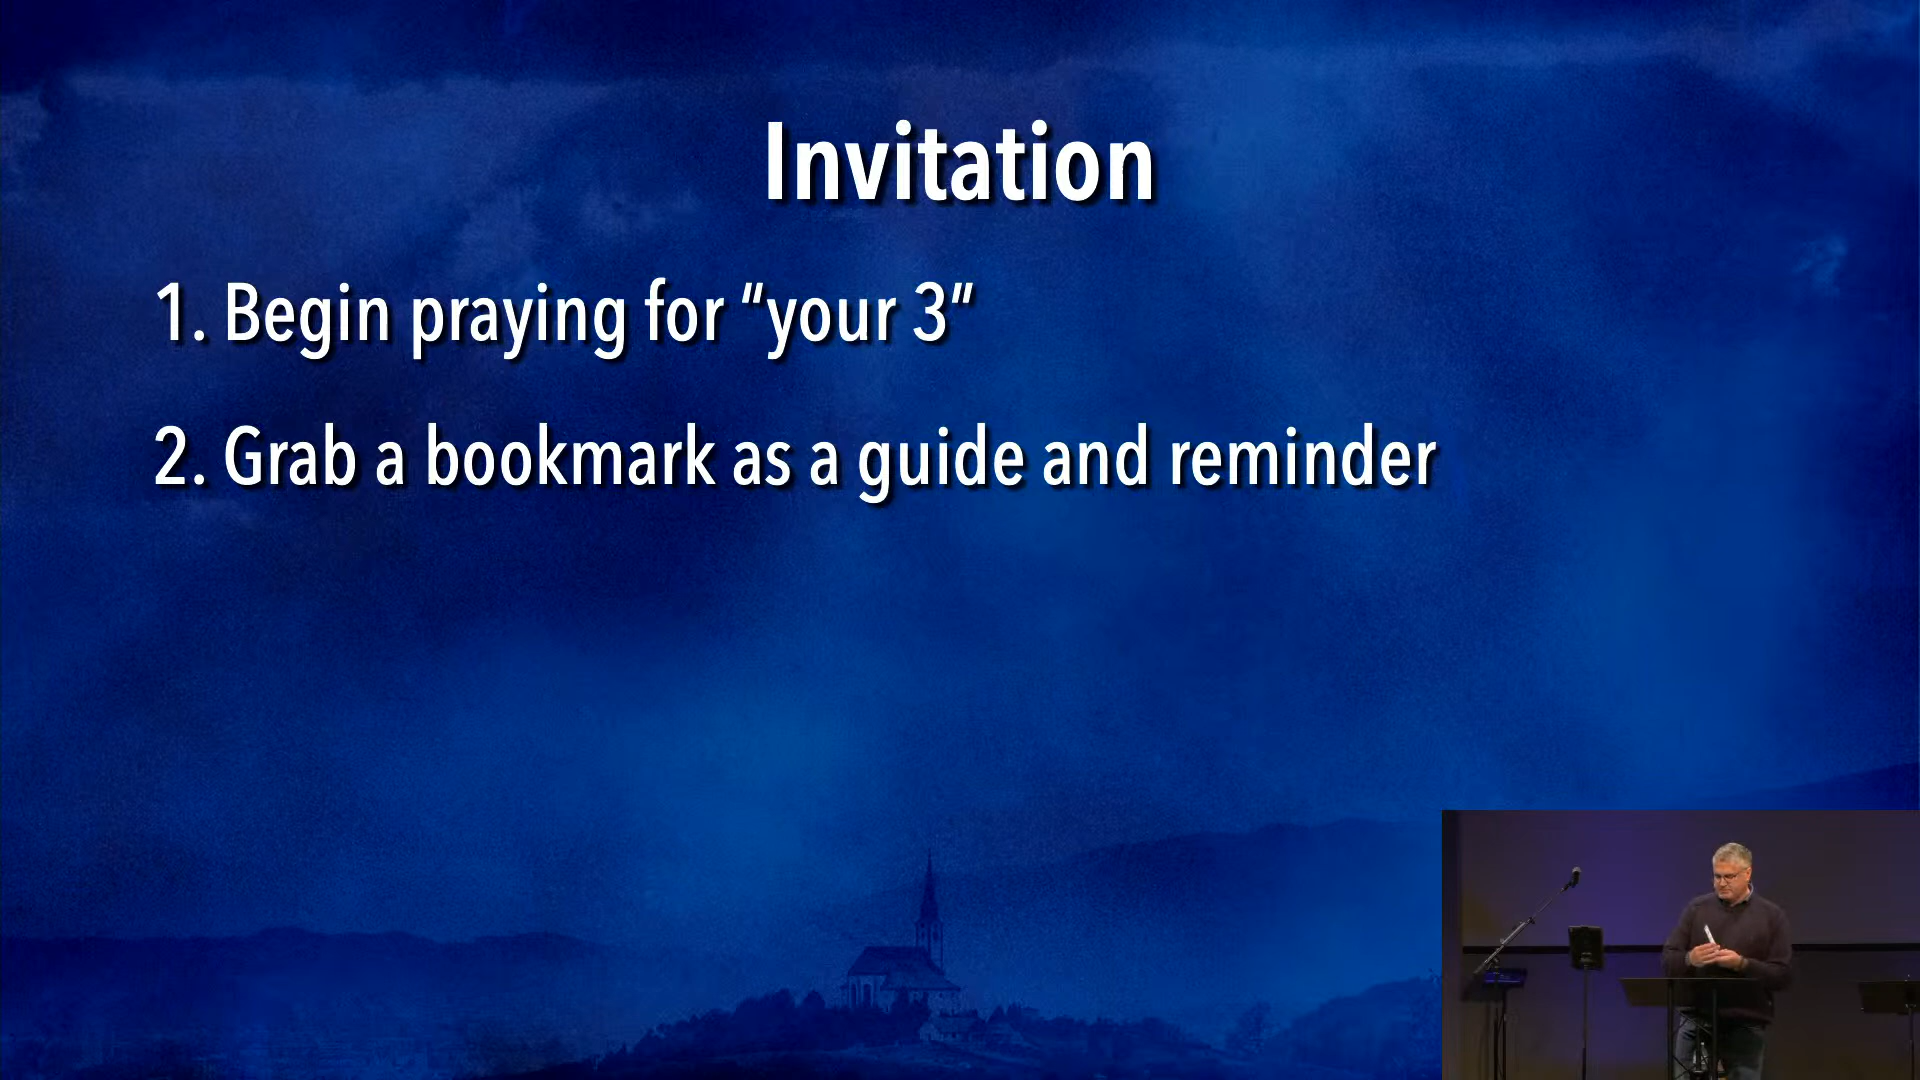 Invitation
1. Begin praying for “your 3”
2. Grab a bookmark as a guide and reminder